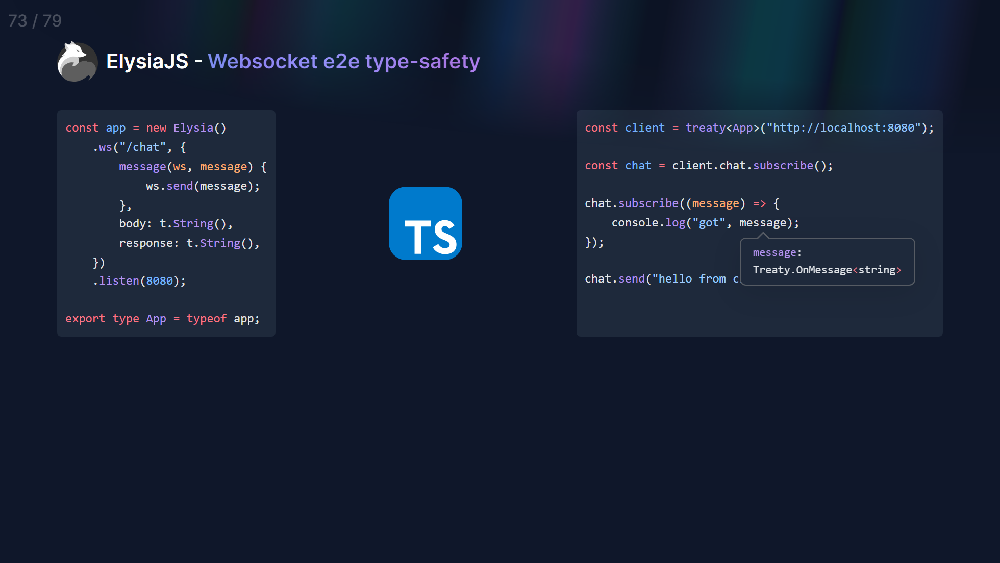 73 / 79
ElysiaJS - Websocket e2e type-safety
const app = new Elysia()
    .ws("/chat", {
        message(ws, message) {
            ws.send(message);
        },
        body: t.String(),
        response: t.String(),
    })
    .listen(8080);
export type App = typeof app;
TS
const client = treaty<App>("http://localhost:8080");
const chat = client.chat.subscribe();
chat.subscribe((message) => {
    console.log("got", message);
});
message:
Treaty.OnMessage<string>
chat.send("hello from c